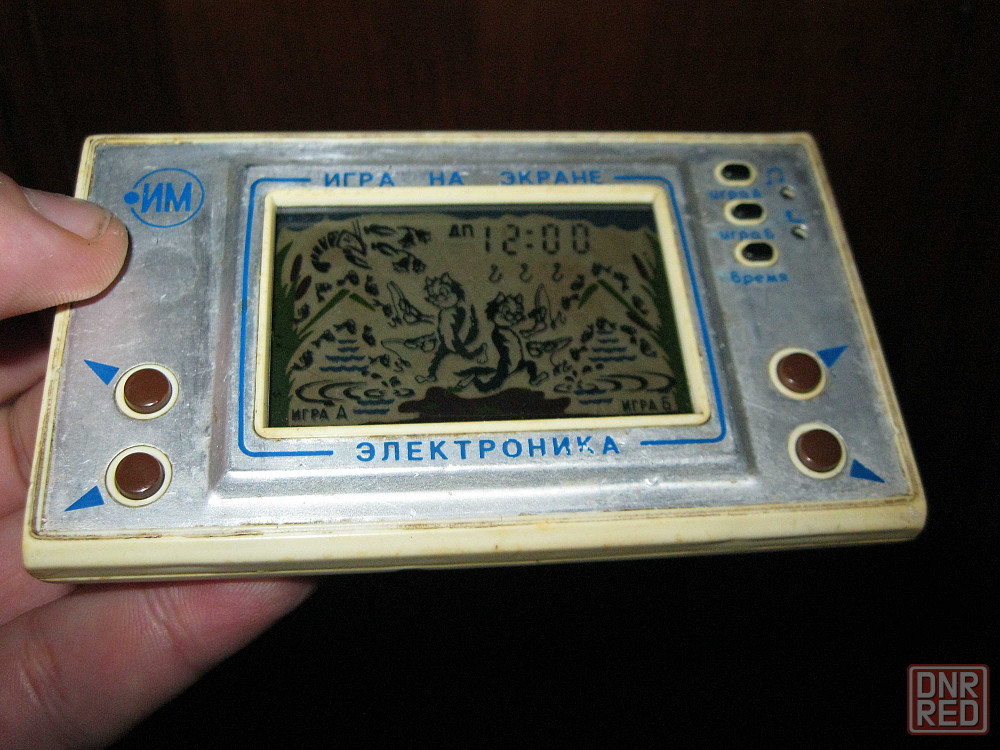 ИМ
ИГРА НА ЭКРАНЕ
игра А
игра Б
время
ДП 12:00
ИГРА А
ИГРА Б
ЭЛЕКТРОНИКА
DNR
RED